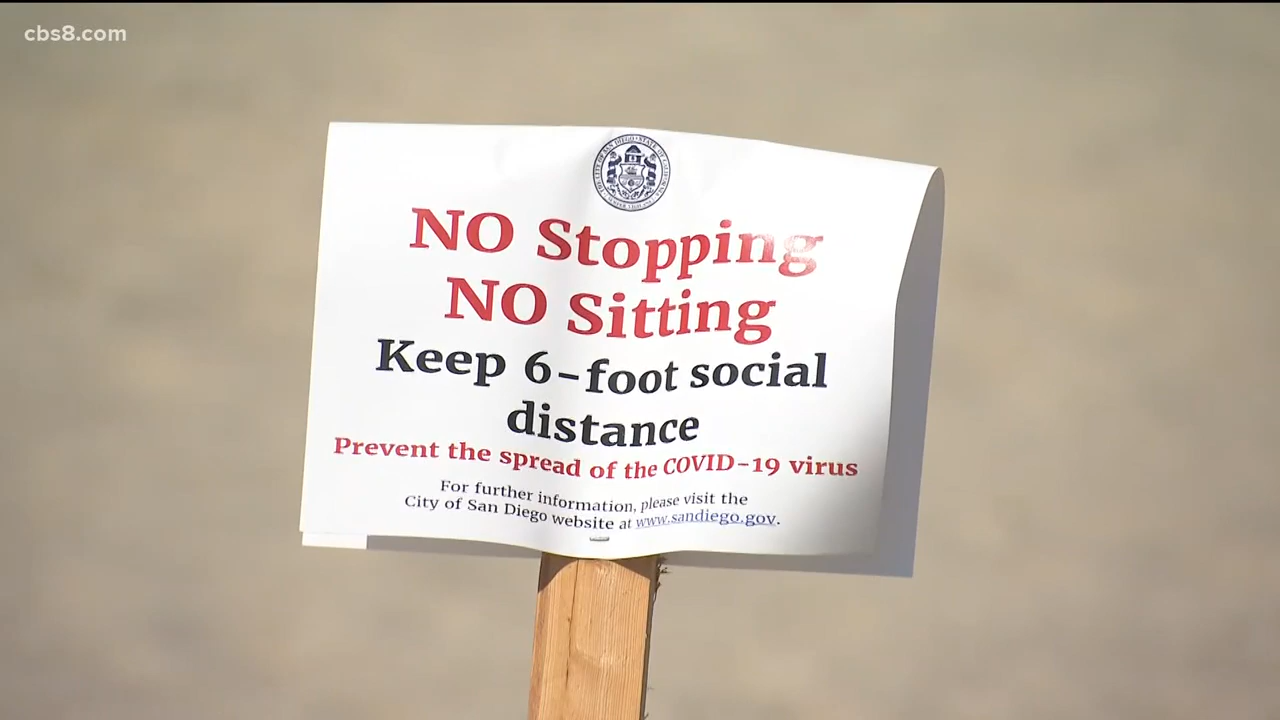 cbs8.com
NO Stopping
NO Sitting
Keep 6-foot social
distance
Prevent the spread of the COVID-19 virus
For further information, please visit the
City of San Diego website at www.sandiego.gov.